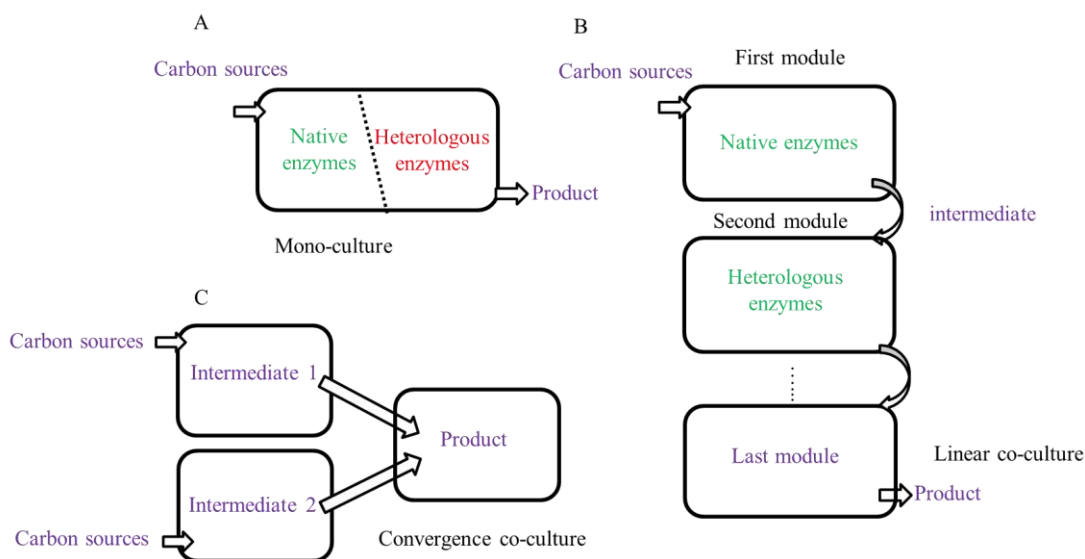 A
Carbon sources
Native
enzymes
Heterologous
enzymes
Product
Mono-culture
B
First module
Carbon sources
Native enzymes
intermediate
Second module
Heterologous
enzymes
Last module
Linear co-culture
Product
C
Carbon sources
Intermediate 1
Product
Intermediate 2
Carbon sources
Convergence co-culture